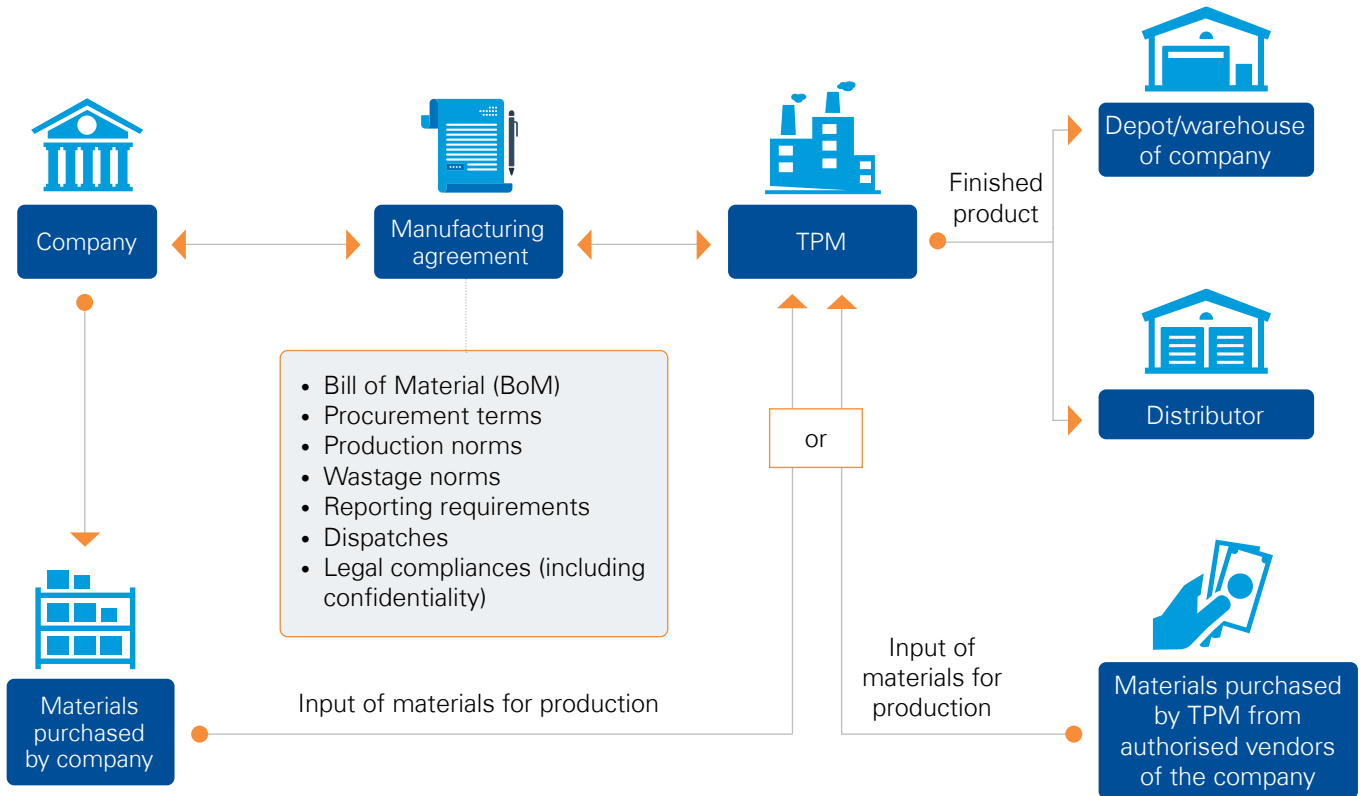 Depot/warehouse
of company
Company
Manufacturing
agreement
TPM
Finished
product
Distributor
• Bill of Material (BoM)
• Procurement terms
• Production norms
• Wastage norms
• Reporting requirements
• Dispatches
• Legal compliances (including
confidentiality)
or
Materials
purchased
by company
Input of materials for production
Input of
materials for
production
Materials purchased
by TPM from
authorised vendors
of the company